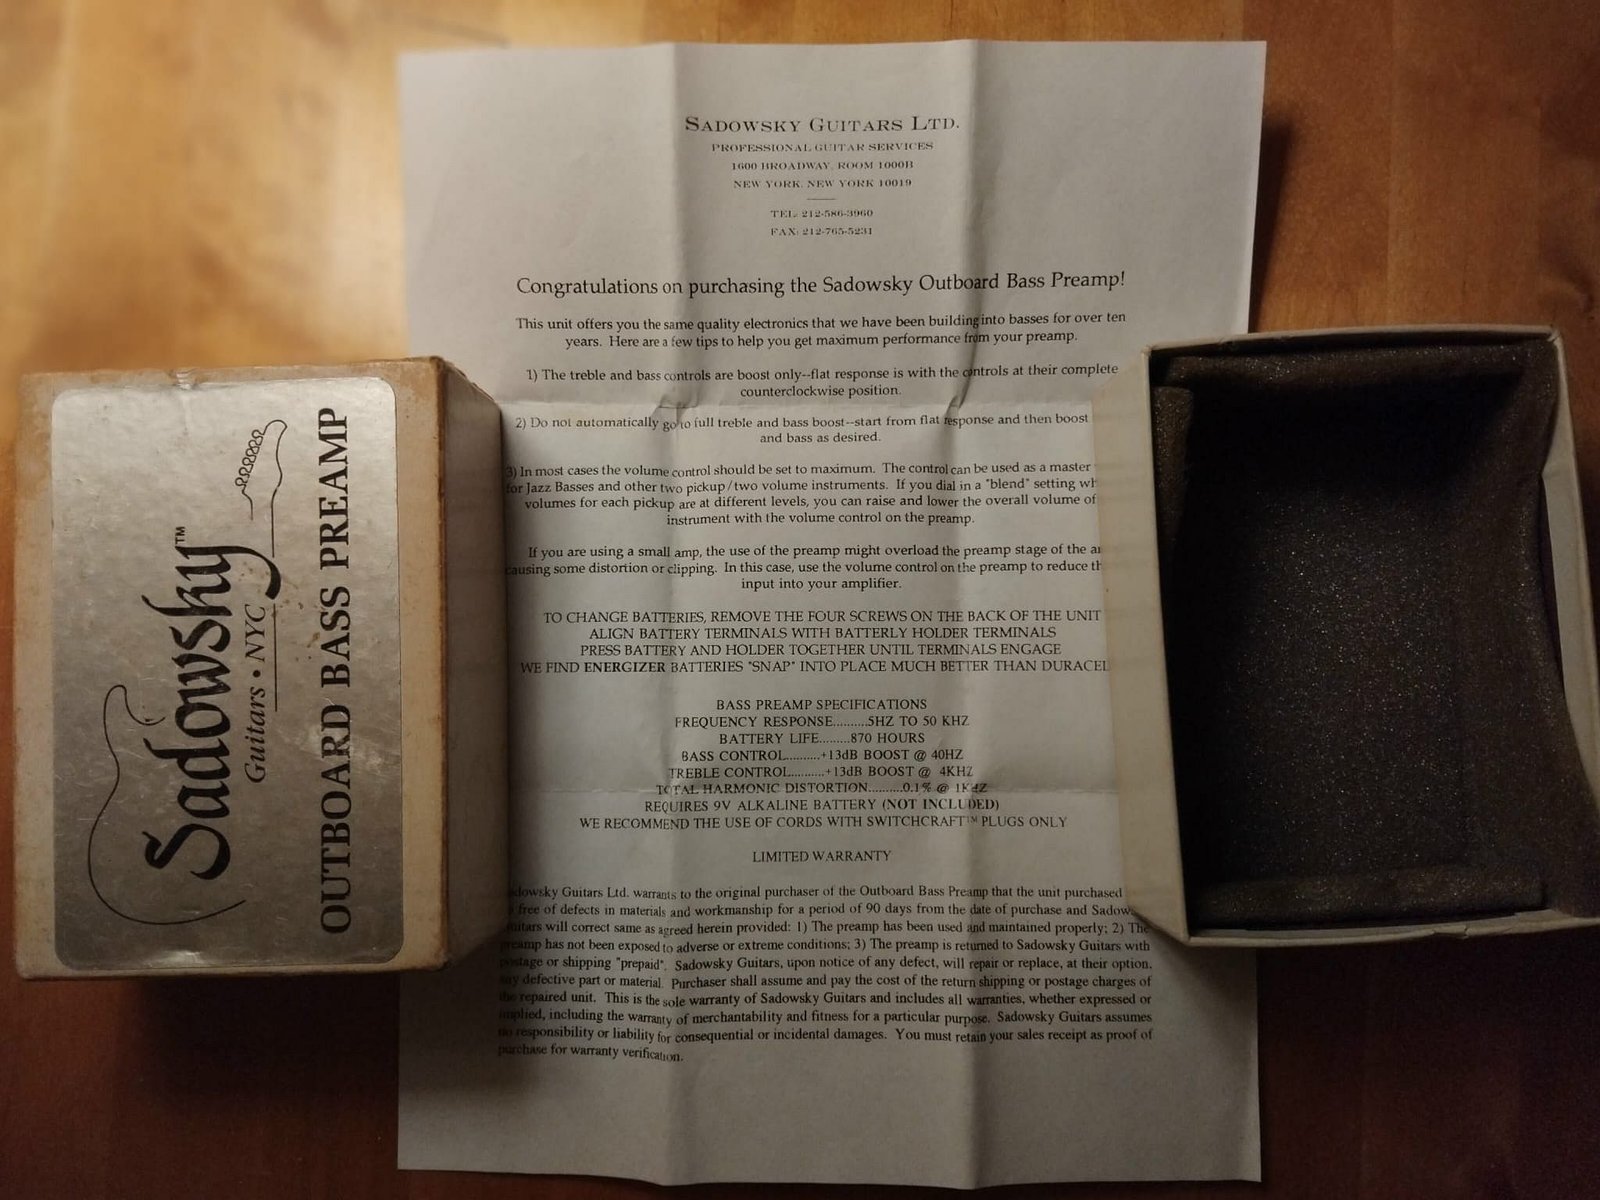 Sadowsky™
Guitars • NYC
OUTBOARD BASS PREAMP
SADOWSKY GUITARS LTD.
PROFESSIONAL GUITAR SERVICES
1600 BROADWAY, ROOM 1000B
NEW YORK, NEW YORK 10019
TEL: 212-586-3960
FAX: 212-765-5231
Congratulations on purchasing the Sadowsky Outboard Bass Preamp!
This unit offers you the same quality electronics that we have been building into basses for over ten
years. Here are a few tips to help you get maximum performance from your preamp.
1) The treble and bass controls are boost only--flat response is with the controls at their complete
counterclockwise position.
2) Do not automatically go to full treble and bass boost--start from flat response and then boost
and bass as desired.
3) In most cases the volume control should be set to maximum. The control can be used as a master
for Jazz Basses and other two pickup/two volume instruments. If you dial in a "blend" setting
volumes for each pickup are at different levels, you can raise and lower the overall volume of
instrument with the volume control on the preamp.
If you are using a small amp, the use of the preamp might overload the preamp stage of the
causing some distortion or clipping. In this case, use the volume control on the preamp to reduce
input into your amplifier.
TO CHANGE BATTERIES, REMOVE THE FOUR SCREWS ON THE BACK OF THE UNIT
ALIGN BATTERY TERMINALS WITH BATTERLY HOLDER TERMINALS
PRESS BATTERY AND HOLDER TOGETHER UNTIL TERMINALS ENGAGE
WE FIND ENERGIZER BATTERIES "SNAP" INTO PLACE MUCH BETTER THAN DURACEL
BASS PREAMP SPECIFICATIONS
FREQUENCY RESPONSE..........5HZ TO 50 KHZ
BATTERY LIFE.........870 HOURS
BASS CONTROL..........+13dB BOOST @ 40HZ
TREBLE CONTROL..........+13dB BOOST @ 4KHZ
TOTAL HARMONIC DISTORTION..........0.1% @ 1KHZ
REQUIRES 9V ALKALINE BATTERY (NOT INCLUDED)
WE RECOMMEND THE USE OF CORDS WITH SWITCHCRAFT™ PLUGS ONLY
LIMITED WARRANTY
Sadowsky Guitars Ltd. warrants to the original purchaser of the Outboard Bass Preamp that the unit purchased
free of defects in materials and workmanship for a period of 90 days from the date of purchase and Sadow
Guitars will correct same as agreed herein provided: 1) The preamp has been used and maintained properly; 2) The
preamp has not been exposed to adverse or extreme conditions; 3) The preamp is returned to Sadowsky Guitars with
postage or shipping "prepaid". Sadowsky Guitars, upon notice of any defect, will repair or replace, at their option,
any defective part or material. Purchaser shall assume and pay the cost of the return shipping or postage charges of
the repaired unit. This is the sole warranty of Sadowsky Guitars and includes all warranties, whether expressed or
implied, including the warranty of merchantability and fitness for a particular purpose. Sadowsky Guitars assumes
no responsibility or liability for consequential or incidental damages. You must retain your sales receipt as proof of
purchase for warranty verification.